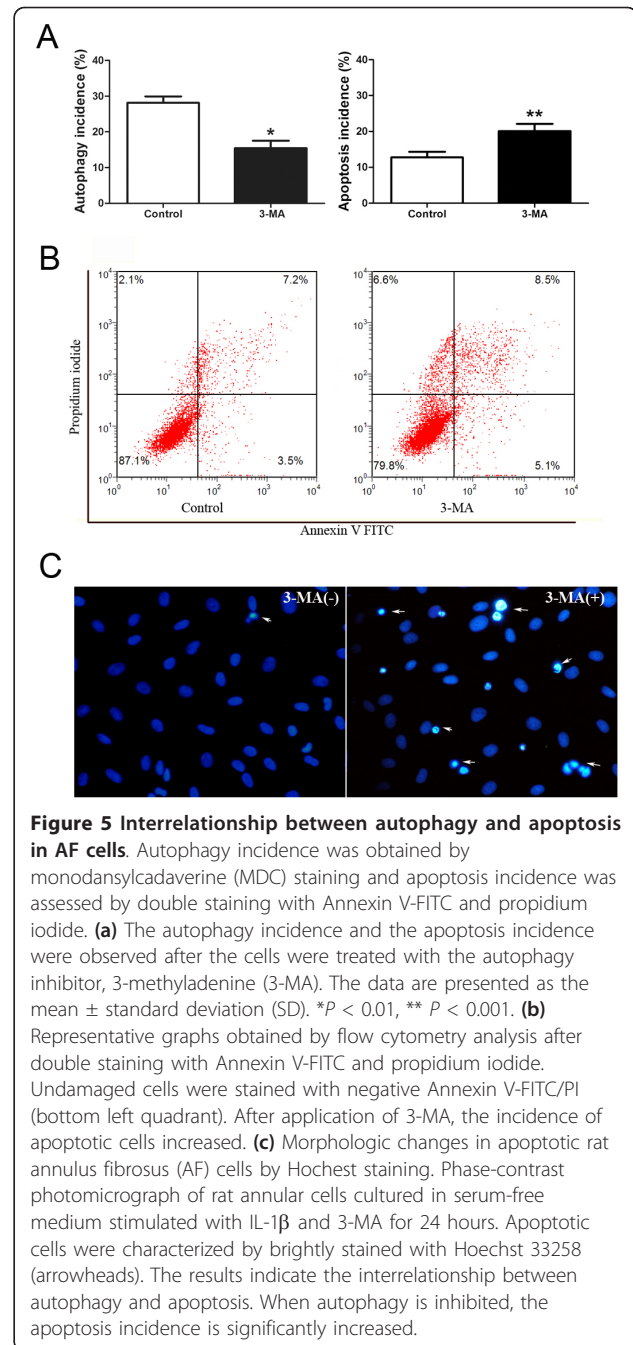 A
Autophagy incidence (%)
40
30
20
10
0
*
Control
3-MA
Apoptosis incidence (%)
40
30
20
10
0
**
Control
3-MA
B
Propidium iodide
2.1%
7.2%
87.1%
3.5%
10⁴
10³
10²
10¹
10⁰
10⁰ 10¹ 10² 10³ 10⁴
Control
6.6%
8.5%
79.8%
5.1%
10⁴
10³
10²
10¹
10⁰
10⁰ 10¹ 10² 10³ 10⁴
3-MA
Annexin V FITC
C
3-MA(-)
3-MA(+)
Figure 5 Interrelationship between autophagy and apoptosis
in AF cells. Autophagy incidence was obtained by
monodansylcadaverine (MDC) staining and apoptosis incidence was
assessed by double staining with Annexin V-FITC and propidium
iodide. (a) The autophagy incidence and the apoptosis incidence
were observed after the cells were treated with the autophagy
inhibitor, 3-methyladenine (3-MA). The data are presented as the
mean ± standard deviation (SD). *P < 0.01, ** P < 0.001. (b)
Representative graphs obtained by flow cytometry analysis after
double staining with Annexin V-FITC and propidium iodide.
Undamaged cells were stained with negative Annexin V-FITC/PI
(bottom left quadrant). After application of 3-MA, the incidence of
apoptotic cells increased. (c) Morphologic changes in apoptotic rat
annulus fibrosus (AF) cells by Hochest staining. Phase-contrast
photomicrograph of rat annular cells cultured in serum-free
medium stimulated with IL-1β and 3-MA for 24 hours. Apoptotic
cells were characterized by brightly stained with Hoechst 33258
(arrowheads). The results indicate the interrelationship between
autophagy and apoptosis. When autophagy is inhibited, the
apoptosis incidence is significantly increased.